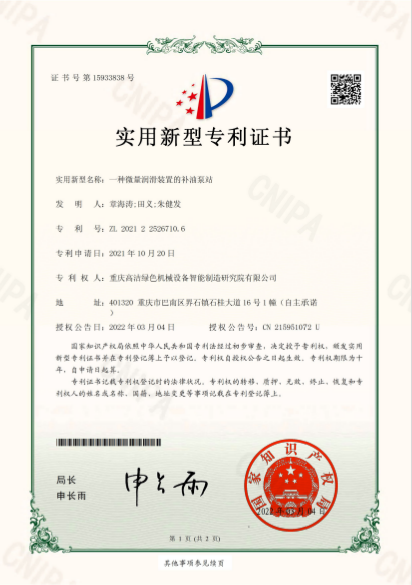 证书号第15933838号
实用新型专利证书
实用新型名称：一种微量润滑装置的补油泵站
发明人：章海涛;田义;朱健发
专利号：ZL 2021 2 2526710.6
专利申请日：2021年10月20日
专利权人：重庆高洁绿色机械设备智能制造研究院有限公司
地址：401320 重庆市巴南区界石镇石桂大道16号1幢（自主承诺
）
授权公告日：2022年03月04日 授权公告号：CN 215951072 U
国家知识产权局依照中华人民共和国专利法经过初步审查，决定授予专利权，颁发实用
新型专利证书并在专利登记簿上予以登记。专利权自授权公告之日起生效。专利权期限为十
年，自申请日起算。
专利证书记载专利权登记时的法律状况。专利权的转移、质押、无效、终止、恢复和专
利权人的姓名或名称、国籍、地址变更等事项记载在专利登记簿上。
局长
申长雨
申长雨
国家知识产权局
2022年03月04日
第1页(共2页)
其他事项参见续页
CNIPA